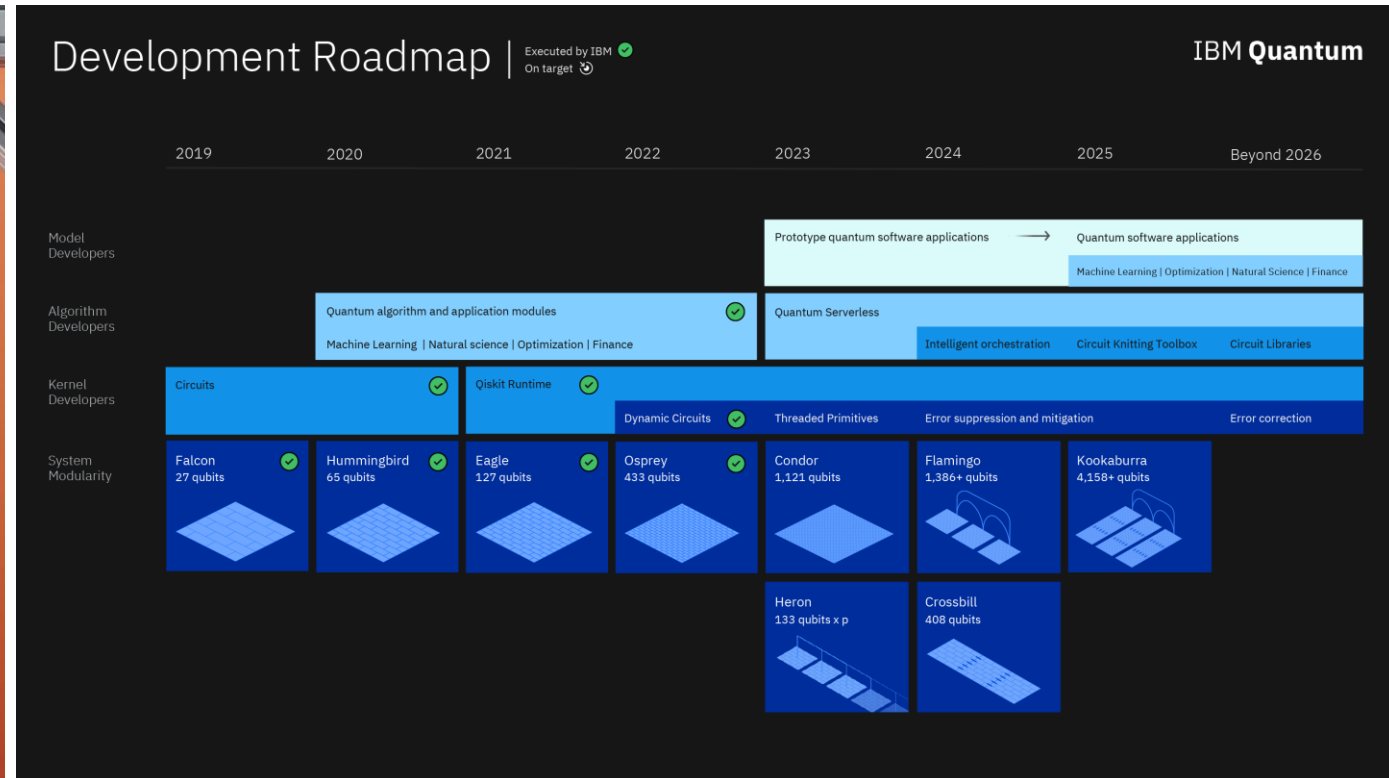 Development Roadmap
Executed by IBM
On target
IBM Quantum
2019
2020
2021
2022
2023
2024
2025
Beyond 2026
Model
Developers
Prototype quantum software applications
Quantum software applications
Machine Learning | Optimization | Natural Science | Finance
Algorithm
Developers
Quantum algorithm and application modules
Machine Learning | Natural science | Optimization | Finance
Quantum Serverless
Intelligent orchestration
Circuit Knitting Toolbox
Circuit Libraries
Kernel
Developers
Circuits
Qiskit Runtime
Dynamic Circuits
Threaded Primitives
Error suppression and mitigation
Error correction
System
Modularity
Falcon
27 qubits
Hummingbird
65 qubits
Eagle
127 qubits
Osprey
433 qubits
Condor
1,121 qubits
Flamingo
1,386+ qubits
Kookaburra
4,158+ qubits
Heron
133 qubits x p
Crossbill
408 qubits